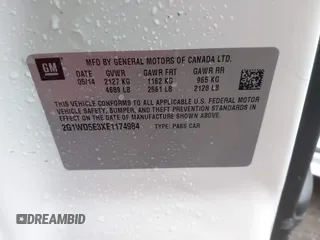 MFD BY GENERAL MOTORS OF CANADA LTD.
GM
DATE GVWR GAWR FRT GAWR RR
05/14 2127 KG 1162 KG 965 KG
4689 LB 2561 LB 2128 LB
THIS VEHICLE CONFORMS TO ALL APPLICABLE U.S. FEDERAL MOTOR
VEHICLE SAFETY, BUMPER, AND THEFT PREVENTION STANDARDS
IN EFFECT ON THE DATE OF MANUFACTURE SHOWN ABOVE.
2G1WD5E3XE1174984 TYPE: PASS CAR
DREAMBID